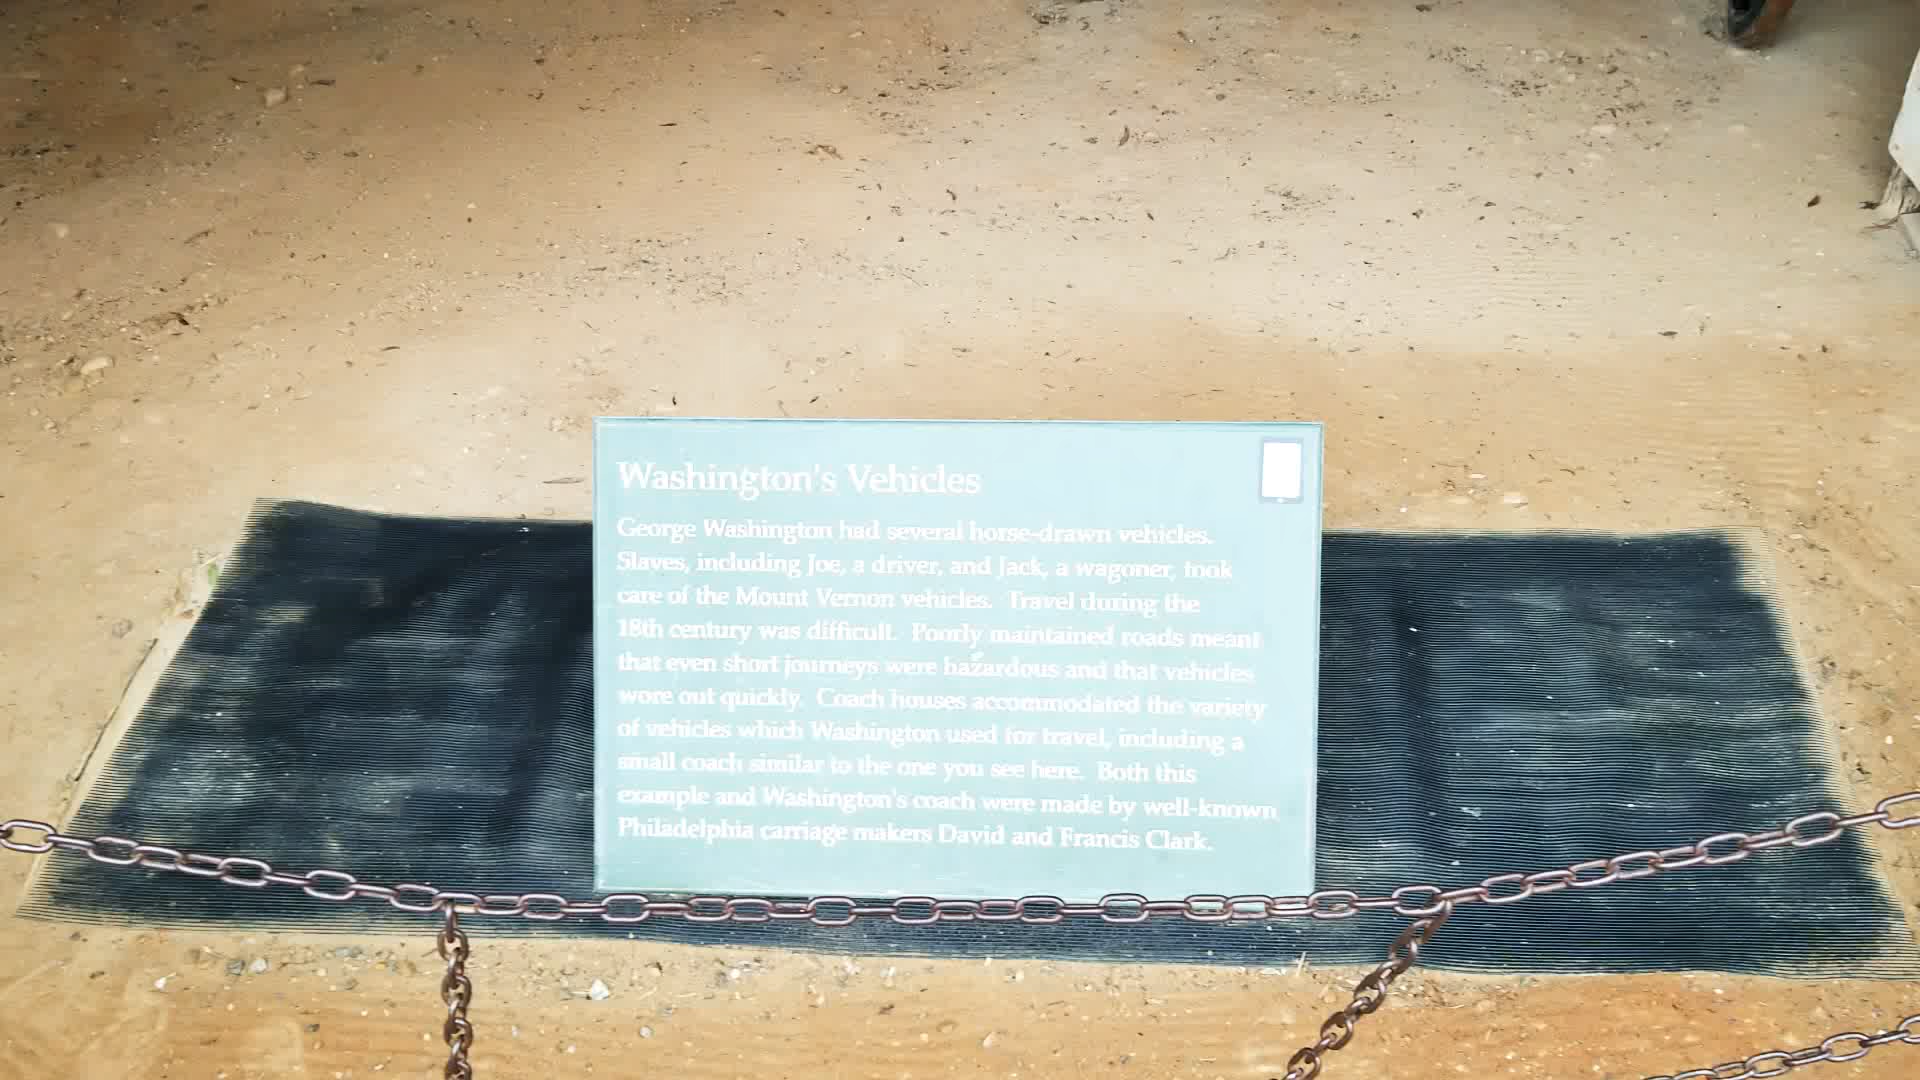 Washington's Vehicles
George Washington had several horse-drawn vehicles.
Slaves, including Joe, a driver, and Jack, a wagoner, took
care of the Mount Vernon vehicles. Travel during the
18th century was difficult. Poorly maintained roads meant
that even short journeys were hazardous and that vehicles
wore out quickly. Coach houses accommodated the variety
of vehicles which Washington used for travel, including a
small coach similar to the one you see here. Both this
example and Washington's coach were made by well-known
Philadelphia carriage makers David and Francis Clark.